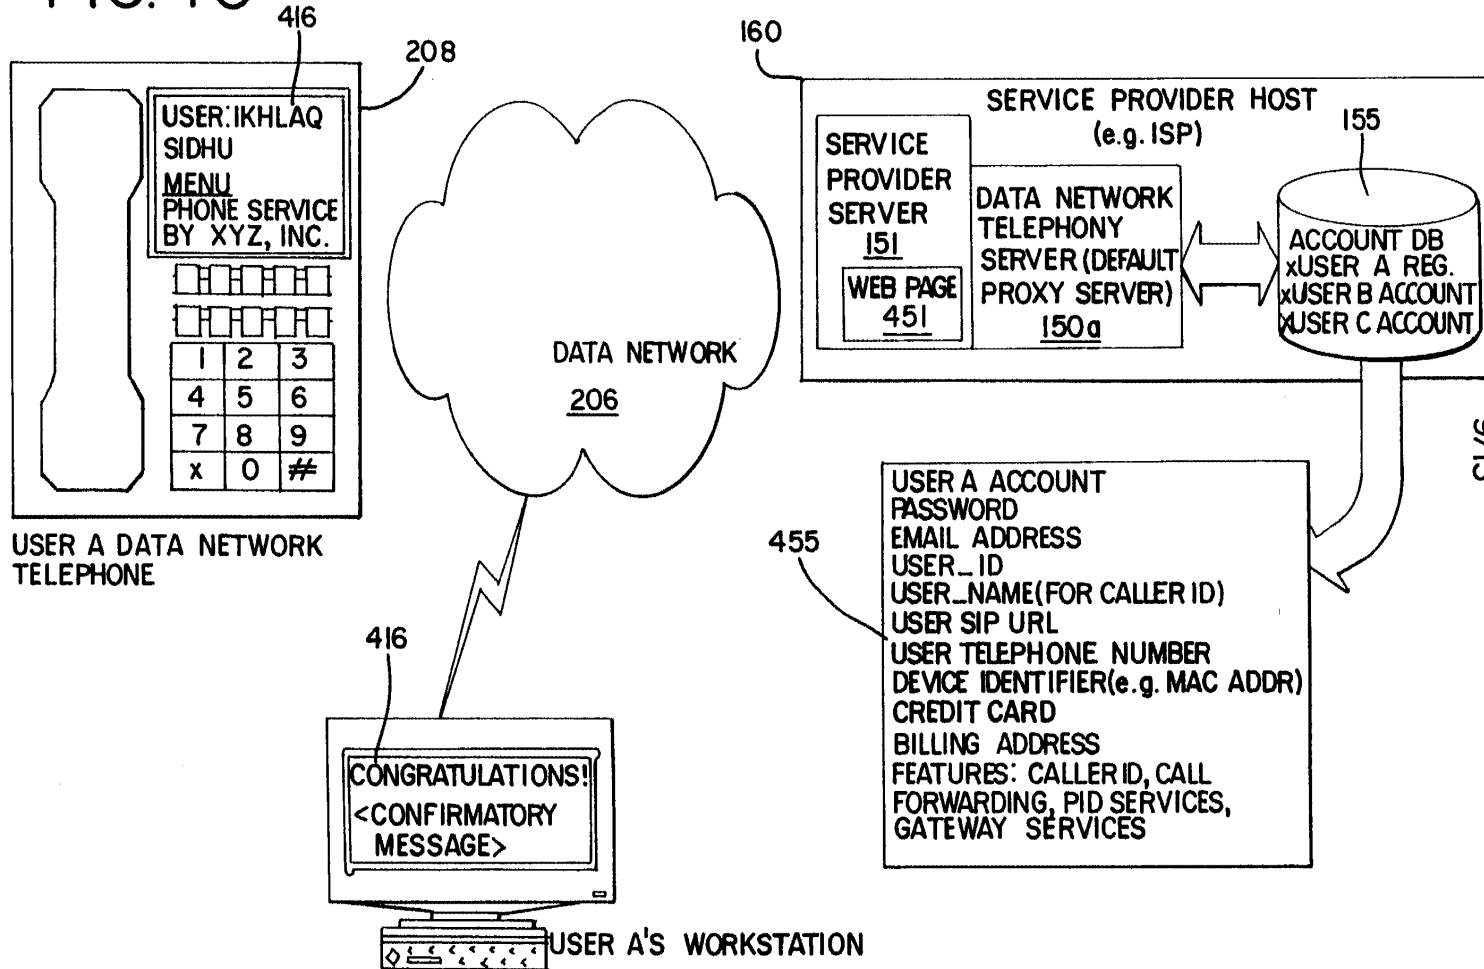 416
208
USER:IKHLAQ
SIDHU
MENU
PHONE SERVICE
BY XYZ, INC.
1 2 3
4 5 6
7 8 9
x 0 #
USER A DATA NETWORK
TELEPHONE
DATA NETWORK
206
160
SERVICE PROVIDER HOST
(e.g. ISP)
SERVICE
PROVIDER
SERVER
151
WEB PAGE
451
DATA NETWORK
TELEPHONY
SERVER (DEFAULT
PROXY SERVER)
150a
155
ACCOUNT DB
xUSER A REG.
xUSER B ACCOUNT
xUSER C ACCOUNT
9/13
455
USER A ACCOUNT
PASSWORD
EMAIL ADDRESS
USER_ID
USER_NAME(FOR CALLER ID)
USER SIP URL
USER TELEPHONE NUMBER
DEVICE IDENTIFIER(e.g. MAC ADDR)
CREDIT CARD
BILLING ADDRESS
FEATURES: CALLER ID, CALL
FORWARDING, PID SERVICES,
GATEWAY SERVICES
416
CONGRATULATIONS!
<CONFIRMATORY
MESSAGE>
USER A'S WORKSTATION